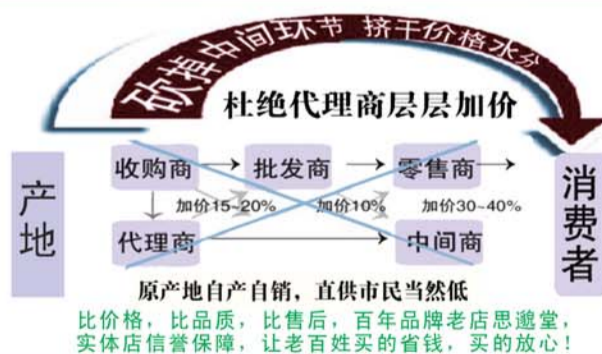 砍掉中间环节 挤干价格水分
杜绝代理商层层加价
产地
收购商
批发商
零售商
消费者
加价15~20%
加价10%
加价30~40%
代理商
中间商
原产地自产自销，直供市民当然低
比价格，比品质，比售后，百年品牌老店思邈堂，
实体店信誉保障，让老百姓买的省钱，买的放心！